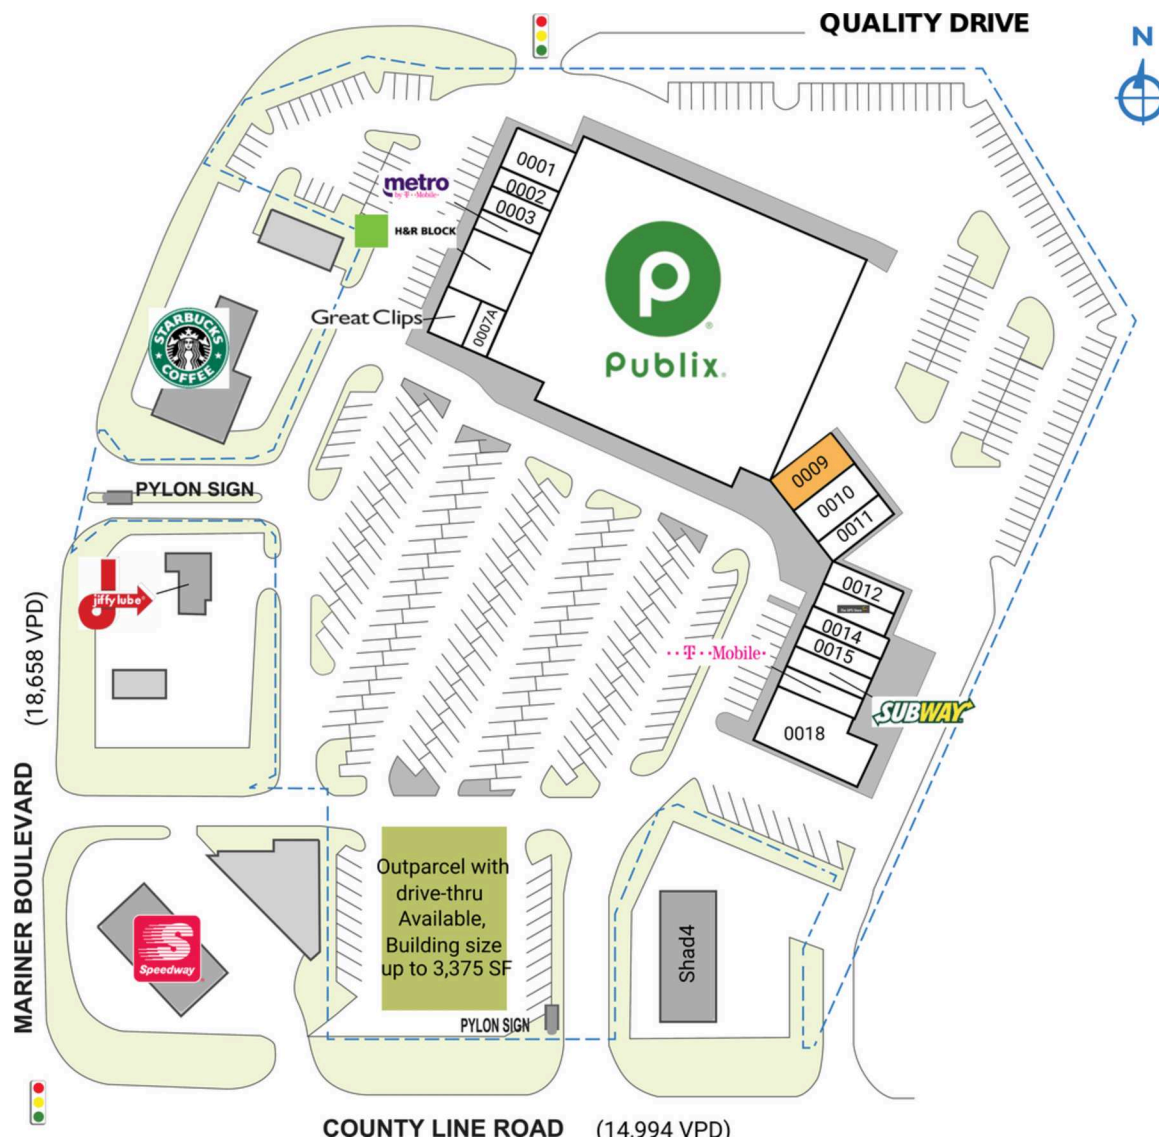 QUALITY DRIVE
N
0001
0002
0003
metro
by T-Mobile
H&R BLOCK
Great Clips
0007A
Publix
STARBUCKS
COFFEE
0009
0010
0011
PYLON SIGN
jiffy lube
0012
0014
0015
T-Mobile
SUBWAY
0018
(18,658 VPD)
MARINER BOULEVARD
S
Speedway
Outparcel with
drive-thru
Available,
Building size
up to 3,375 SF
PYLON SIGN
Shad4
COUNTY LINE ROAD (14,994 VPD)